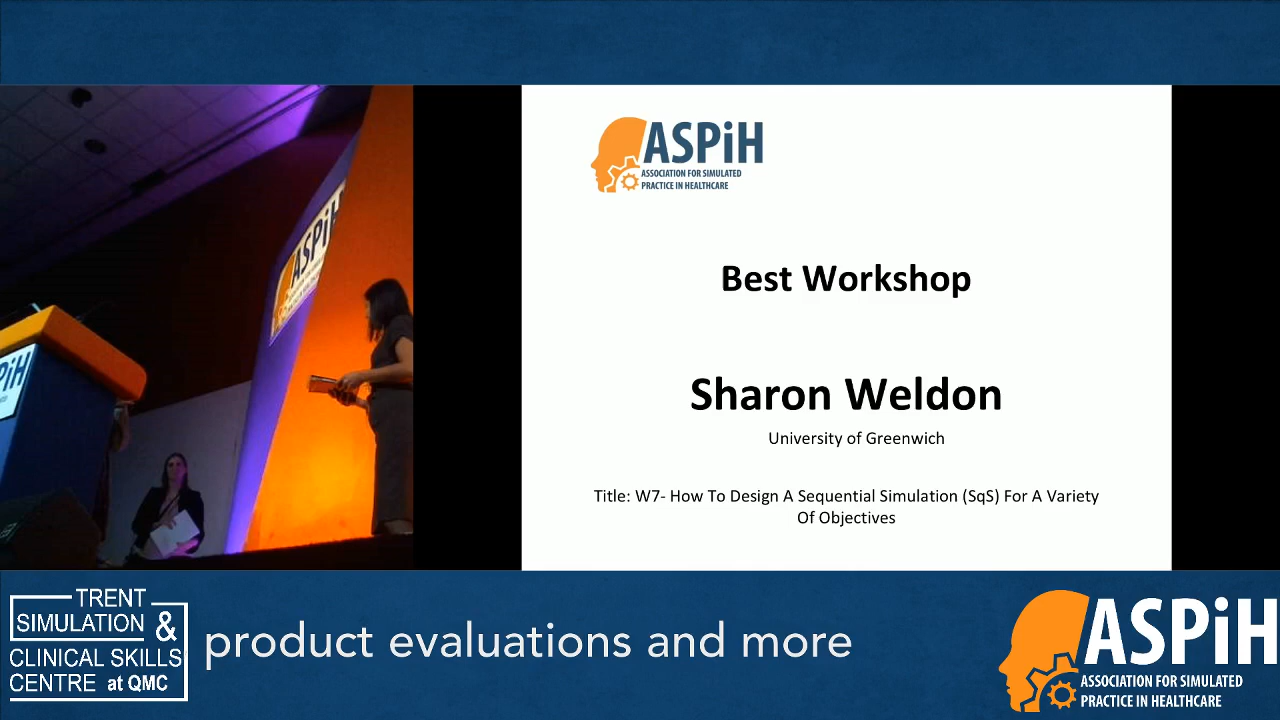 ASPiH
PiH
ASPiH
ASSOCIATION FOR SIMULATED
PRACTICE IN HEALTHCARE
Best Workshop
Sharon Weldon
University of Greenwich
Title: W7- How To Design A Sequential Simulation (SqS) For A Variety
Of Objectives
TRENT
SIMULATION &
CLINICAL SKILLS
CENTRE at QMC
product evaluations and more
ASPiH
ASSOCIATION FOR SIMULATED
PRACTICE IN HEALTHCARE